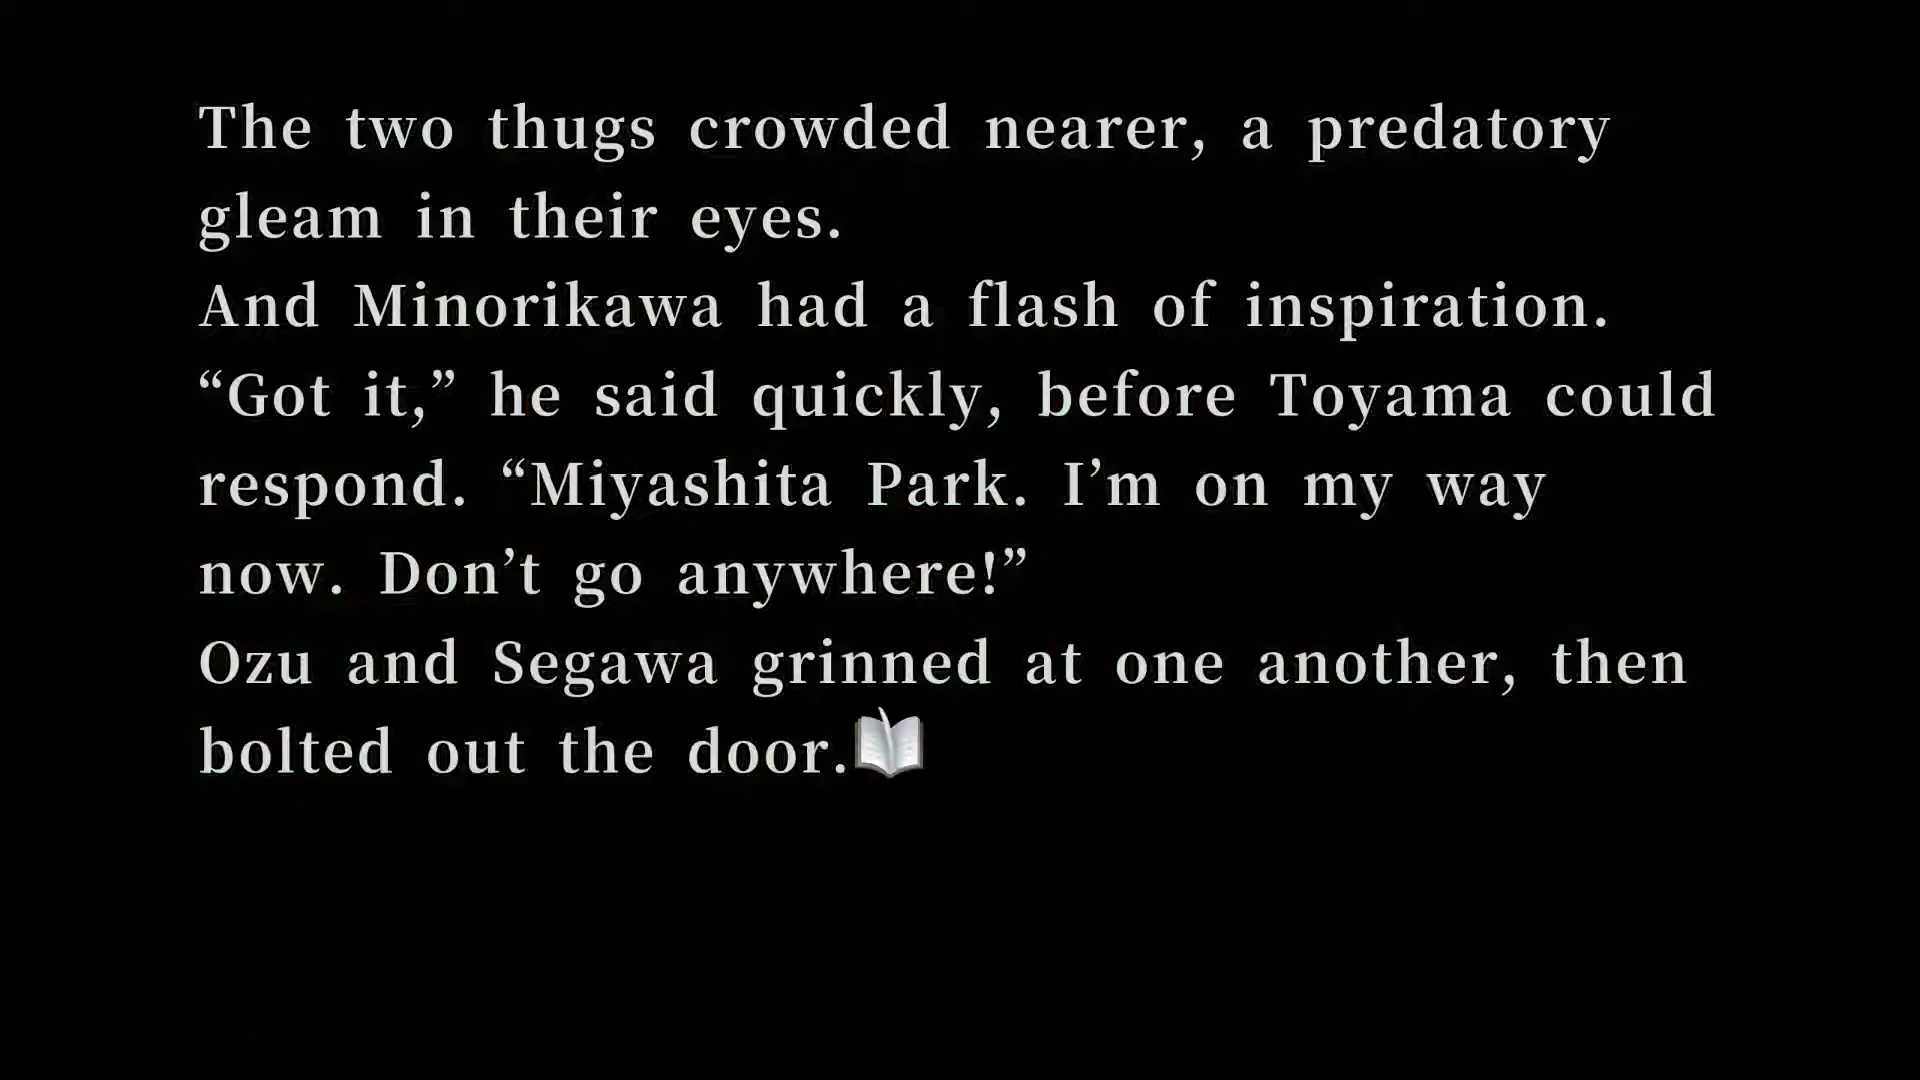 The two thugs crowded nearer, a predatory
gleam in their eyes.
And Minorikawa had a flash of inspiration.
“Got it,” he said quickly, before Toyama could
respond. “Miyashita Park. I’m on my way
now. Don’t go anywhere!”
Ozu and Segawa grinned at one another, then
bolted out the door.